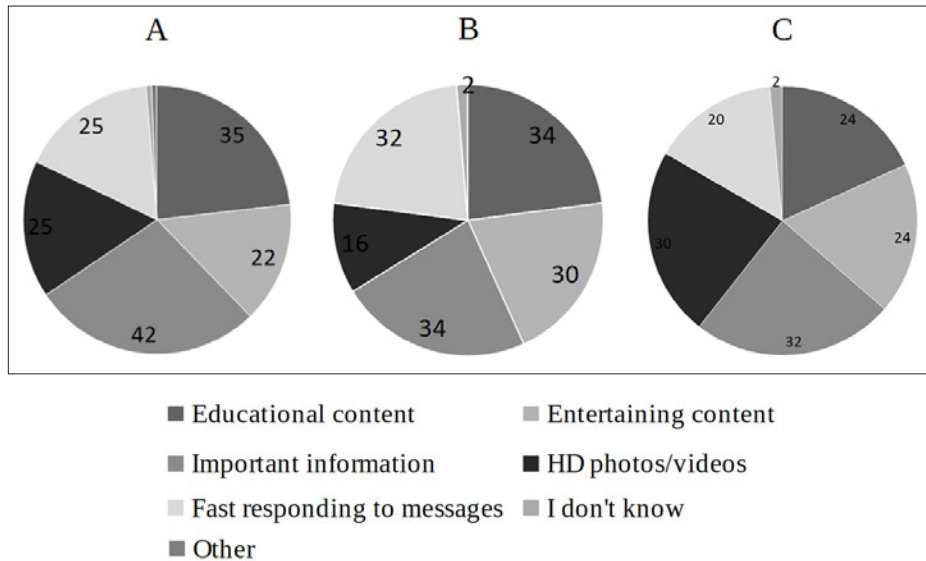 A B C
25 35 25 22 42
2 32 34 16 30 34
2 20 24 30 24 32
Educational content Entertaining content
Important information HD photos/videos
Fast responding to messages I don't know
Other